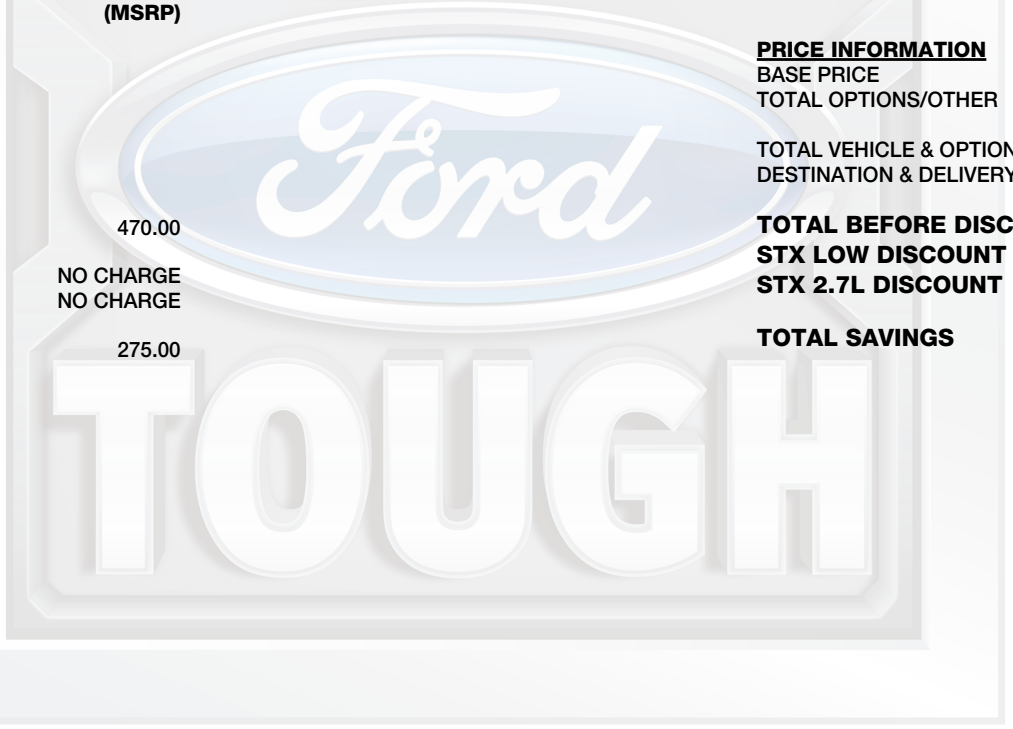 (MSRP)
470.00
NO CHARGE
NO CHARGE
275.00
PRICE INFORMATION
BASE PRICE
TOTAL OPTIONS/OTHER
TOTAL VEHICLE & OPTION
DESTINATION & DELIVERY
TOTAL BEFORE DISC
STX LOW DISCOUNT
STX 2.7L DISCOUNT
TOTAL SAVINGS
Ford
TOUGH